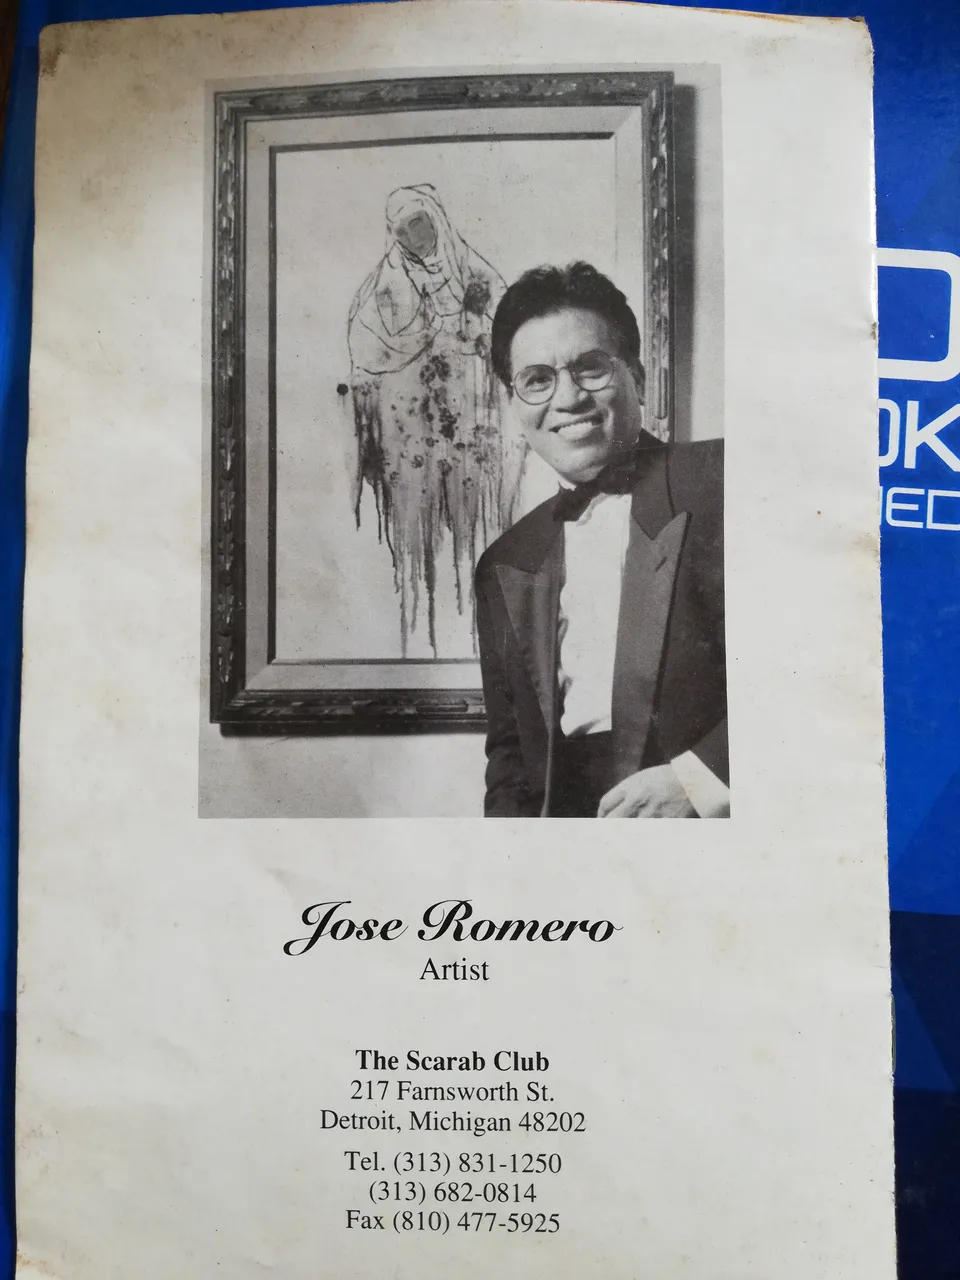 Jose Romero
Artist
The Scarab Club
217 Farnsworth St.
Detroit, Michigan 48202
Tel. (313) 831-1250
(313) 682-0814
Fax (810) 477-5925